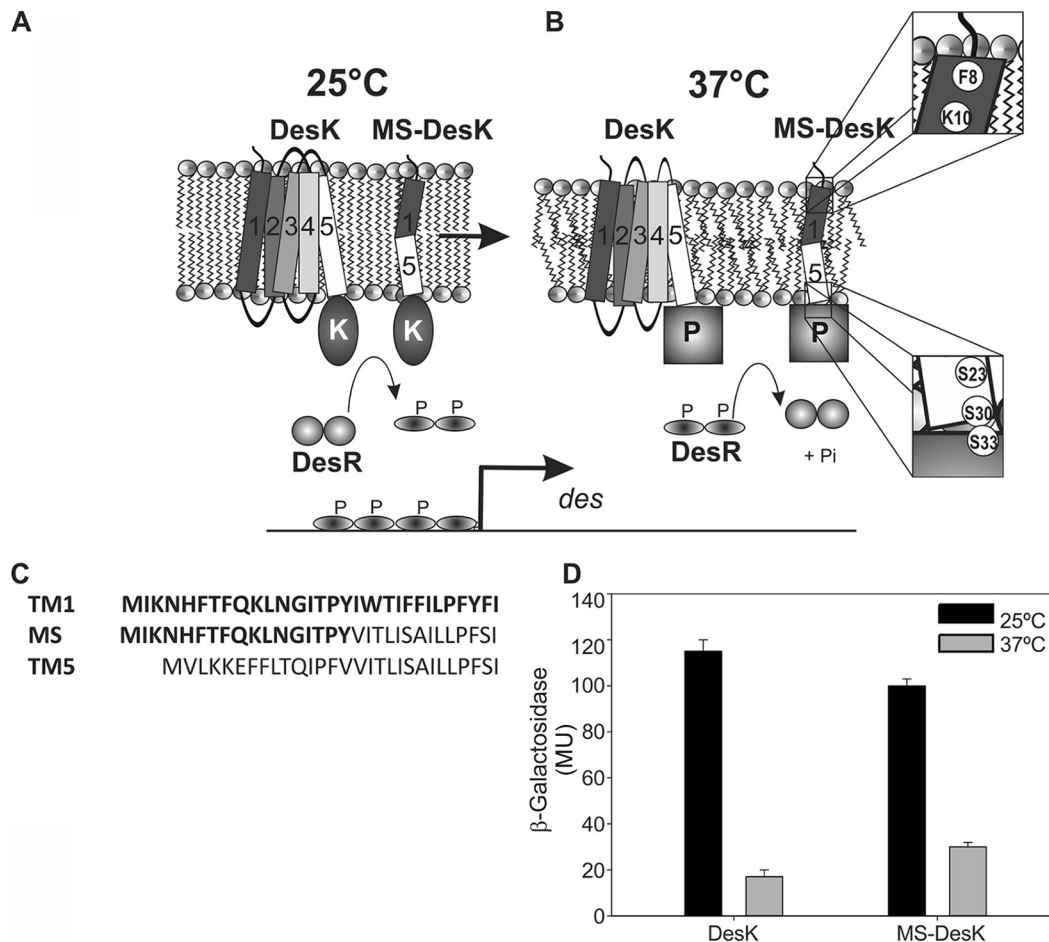 A
B
25°C
37°C
DesK
MS-DesK
DesK
MS-DesK
F8
K10
1
2
3
4
5
1
5
1
2
3
4
5
1
5
K
K
P
P
S23
S30
S33
P P
P P
DesR
DesR
+ Pi
P P P P
des
C
TM1 MIKNHFTFQKLNGITPYIWTIFFILPFYFI
MS MIKNHFTFQKLNGITPYVITLISAILLPFSI
TM5 MVLKKEFFLTQIPFVVITLISAILLPFSI
D
140
120
100
80
60
40
20
0
β-Galactosidase
(MU)
25ºC
37ºC
DesK
MS-DesK